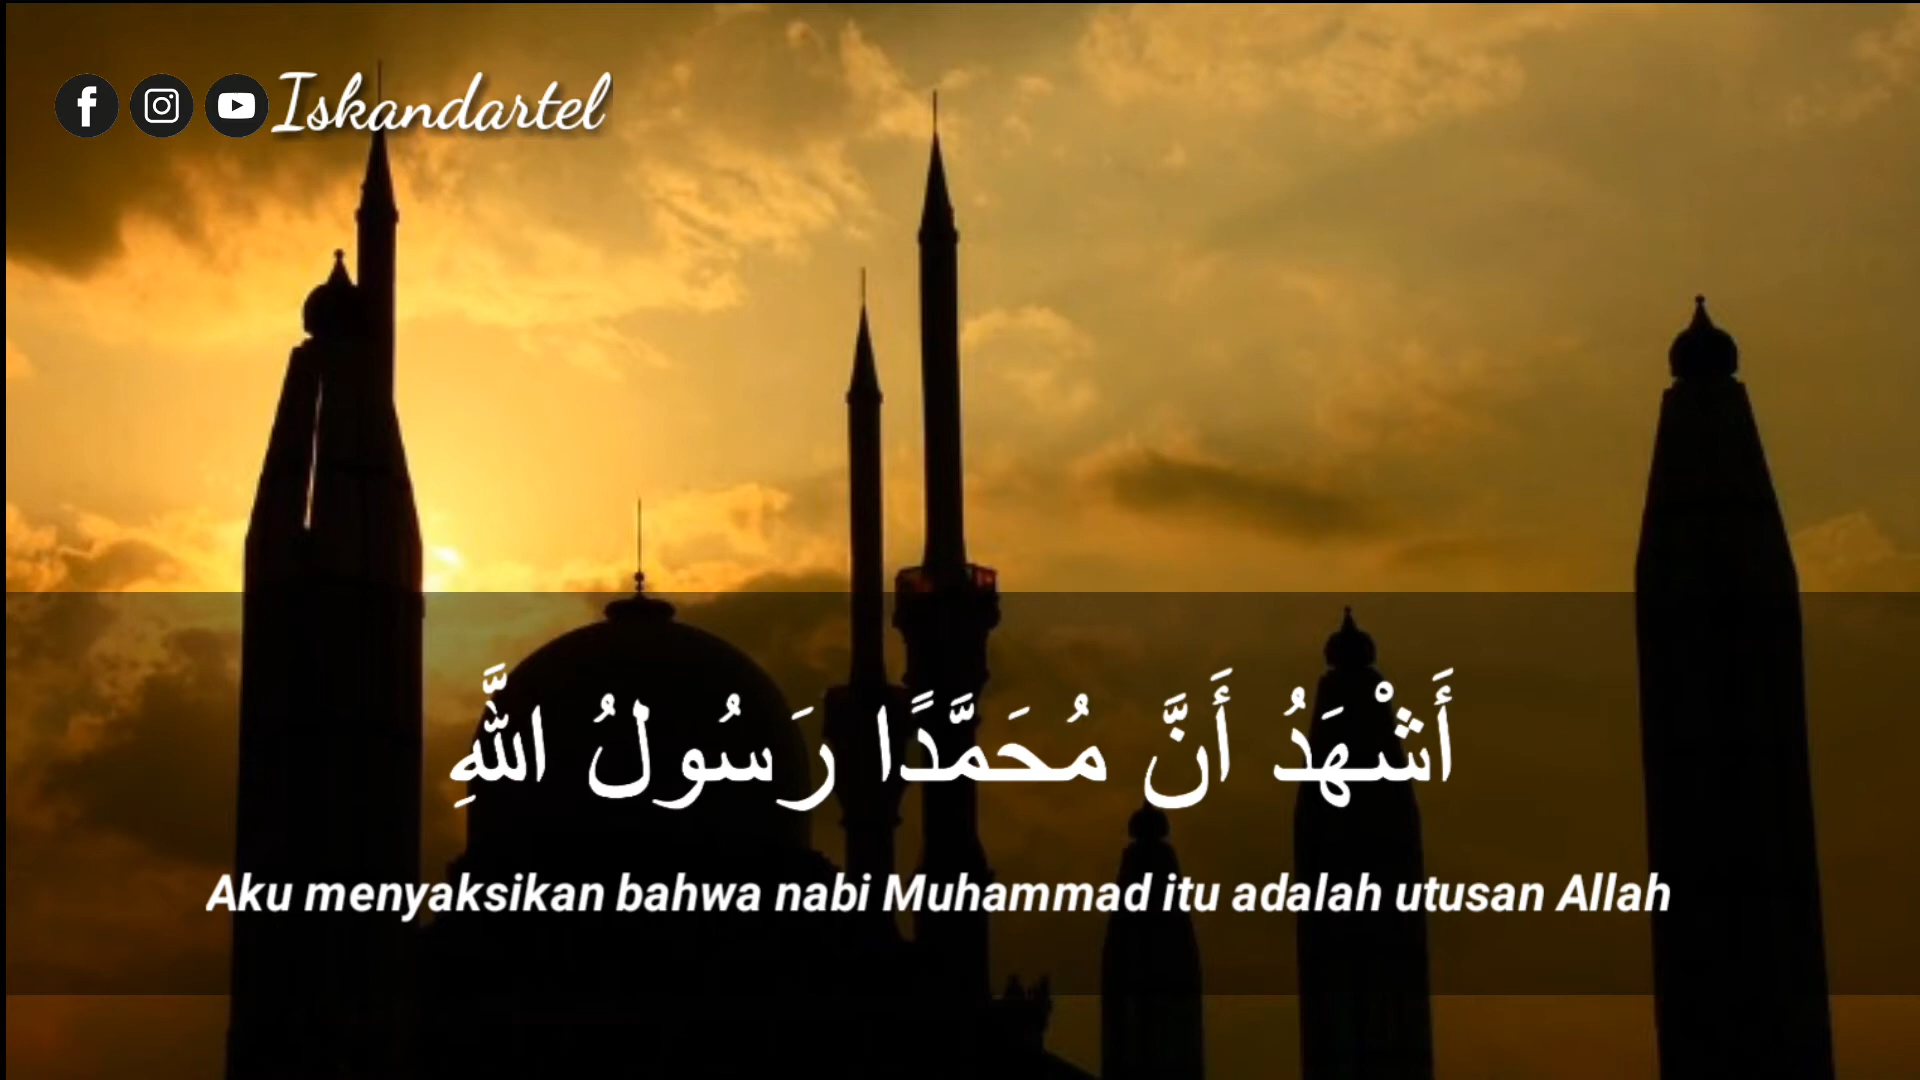 Iskandartel
أَشْهَدُ أَنَّ مُحَمَّدًا رَسُولُ اللَّهِ
Aku menyaksikan bahwa nabi Muhammad itu adalah utusan Allah